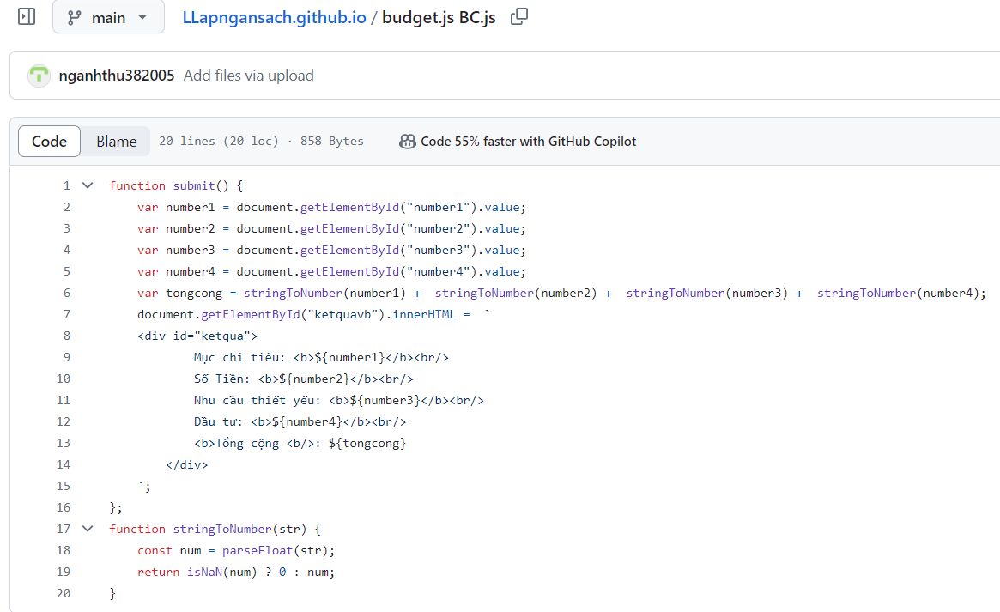 main LLapngansach.github.io / budget.js BC.js
nganhthu382005 Add files via upload
Code Blame 20 lines (20 loc) · 858 Bytes Code 55% faster with GitHub Copilot
1 function submit() {
2     var number1 = document.getElementById("number1").value;
3     var number2 = document.getElementById("number2").value;
4     var number3 = document.getElementById("number3").value;
5     var number4 = document.getElementById("number4").value;
6     var tongcong = stringToNumber(number1) +  stringToNumber(number2) +  stringToNumber(number3) +  stringToNumber(number4);
7     document.getElementById("ketquavb").innerHTML =  `
8     <div id="ketqua">
9             Mục chi tiêu: <b>${number1}</b><br/>
10             Số Tiền: <b>${number2}</b><br/>
11             Nhu cầu thiết yếu: <b>${number3}</b><br/>
12             Đầu tư: <b>${number4}</b><br/>
13             <b>Tổng cộng <b/>: ${tongcong}
14         </div>
15     `;
16 };
17 function stringToNumber(str) {
18     const num = parseFloat(str);
19     return isNaN(num) ? 0 : num;
20 }